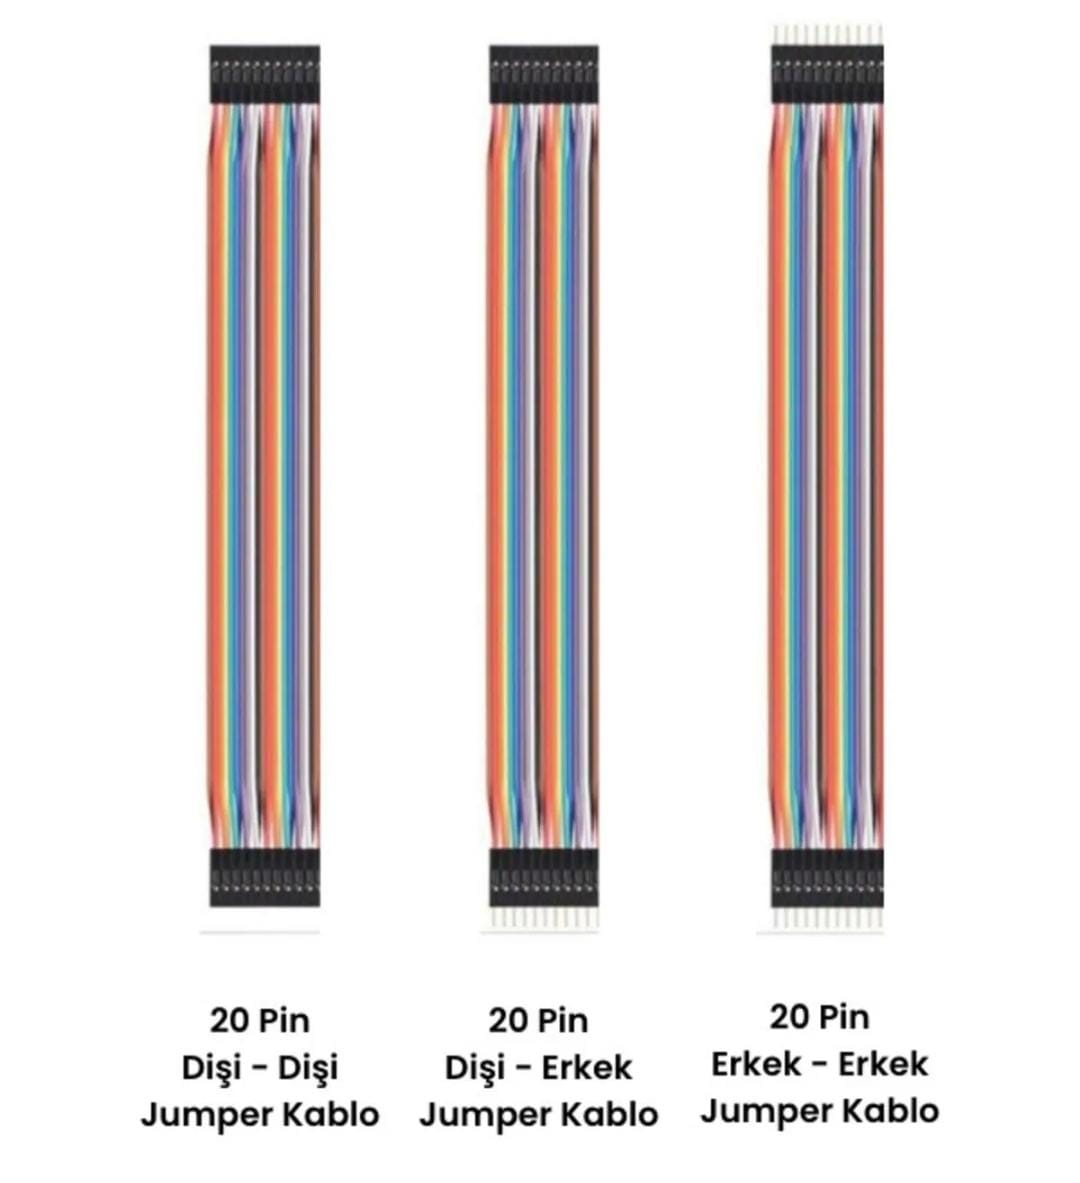 20 Pin
Dişi - Dişi
Jumper Kablo
20 Pin
Dişi - Erkek
Jumper Kablo
20 Pin
Erkek - Erkek
Jumper Kablo